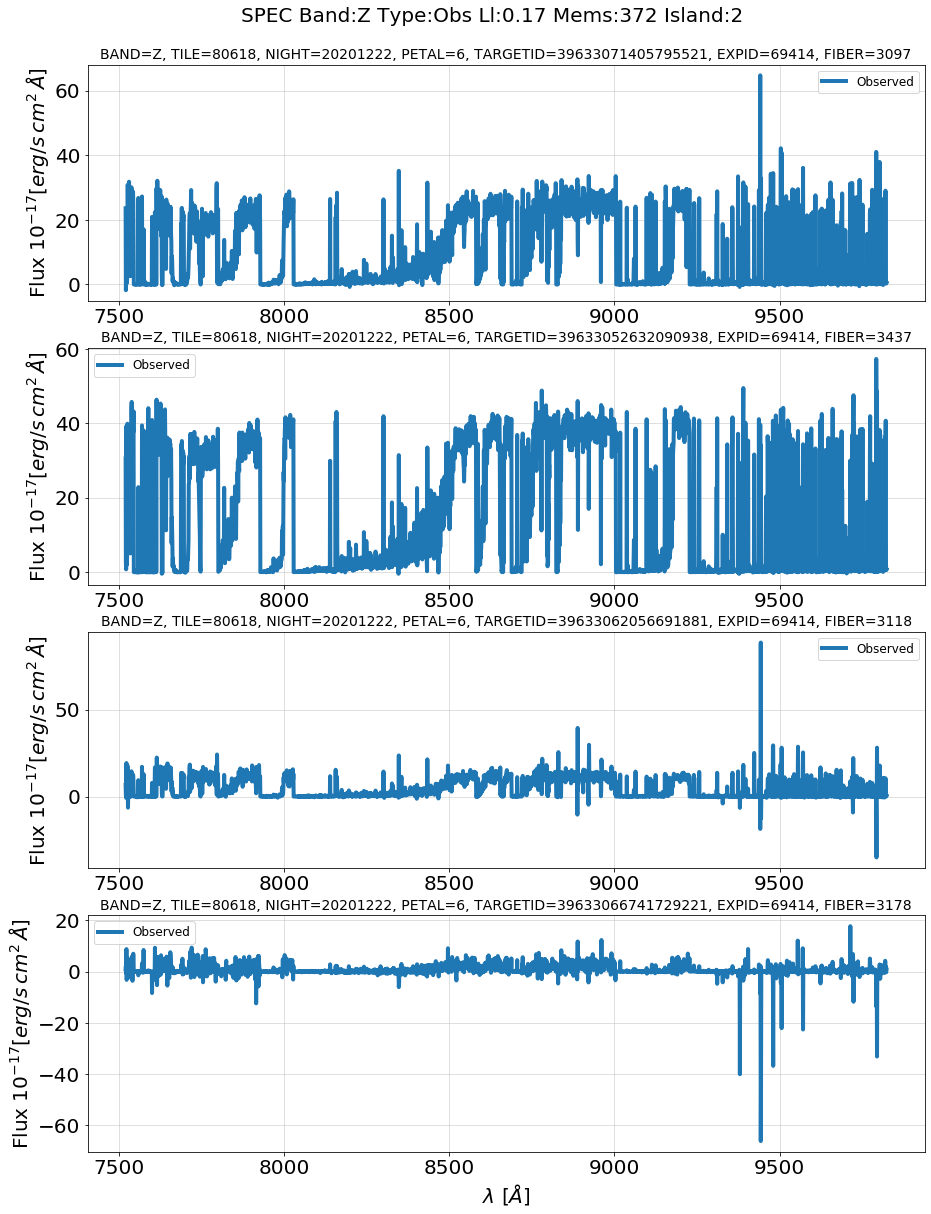 SPEC Band:Z Type:Obs Ll:0.17 Mems:372 Island:2
BAND=Z, TILE=80618, NIGHT=20201222, PETAL=6, TARGETID=39633071405795521, EXPID=69414, FIBER=3097
Observed
Flux 10^{-17}[erg/s cm^2 Å]
60
40
20
0
7500 8000 8500 9000 9500
BAND=Z, TILE=80618, NIGHT=20201222, PETAL=6, TARGETID=39633052632090938, EXPID=69414, FIBER=3437
Observed
Flux 10^{-17}[erg/s cm^2 Å]
60
40
20
0
7500 8000 8500 9000 9500
BAND=Z, TILE=80618, NIGHT=20201222, PETAL=6, TARGETID=39633062056691881, EXPID=69414, FIBER=3118
Observed
Flux 10^{-17}[erg/s cm^2 Å]
50
0
7500 8000 8500 9000 9500
BAND=Z, TILE=80618, NIGHT=20201222, PETAL=6, TARGETID=39633066741729221, EXPID=69414, FIBER=3178
Observed
Flux 10^{-17}[erg/s cm^2 Å]
20
0
−20
−40
−60
7500 8000 8500 9000 9500
λ [Å]